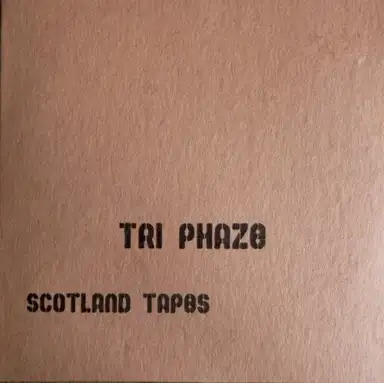 TRI PHAZE
SCOTLAND TAPES